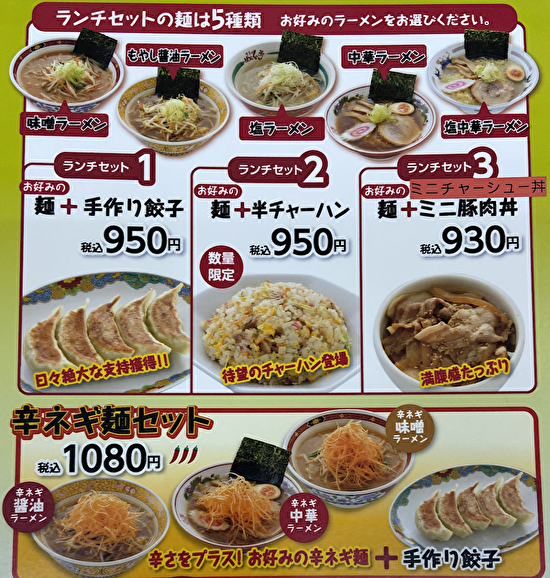 ランチセットの麺は5種類 お好みのラーメンをお選びください。
もやし醤油ラーメン
中華ラーメン
味噌ラーメン
塩ラーメン
塩中華ラーメン
ランチセット1
お好みの
麺+手作り餃子
税込950円
日々絶大な支持獲得!!
ランチセット2
お好みの
麺+半チャーハン
税込950円
数量
限定
待望のチャーハン登場
ランチセット3
お好みの
ミニチャーシュー丼
麺+ミニ豚肉丼
税込930円
満腹感たっぷり
辛ネギ麺セット
税込1080円
辛ネギ
味噌
ラーメン
辛ネギ
醤油
ラーメン
辛ネギ
中華
ラーメン
辛さをプラス!お好みの辛ネギ麺+手作り餃子